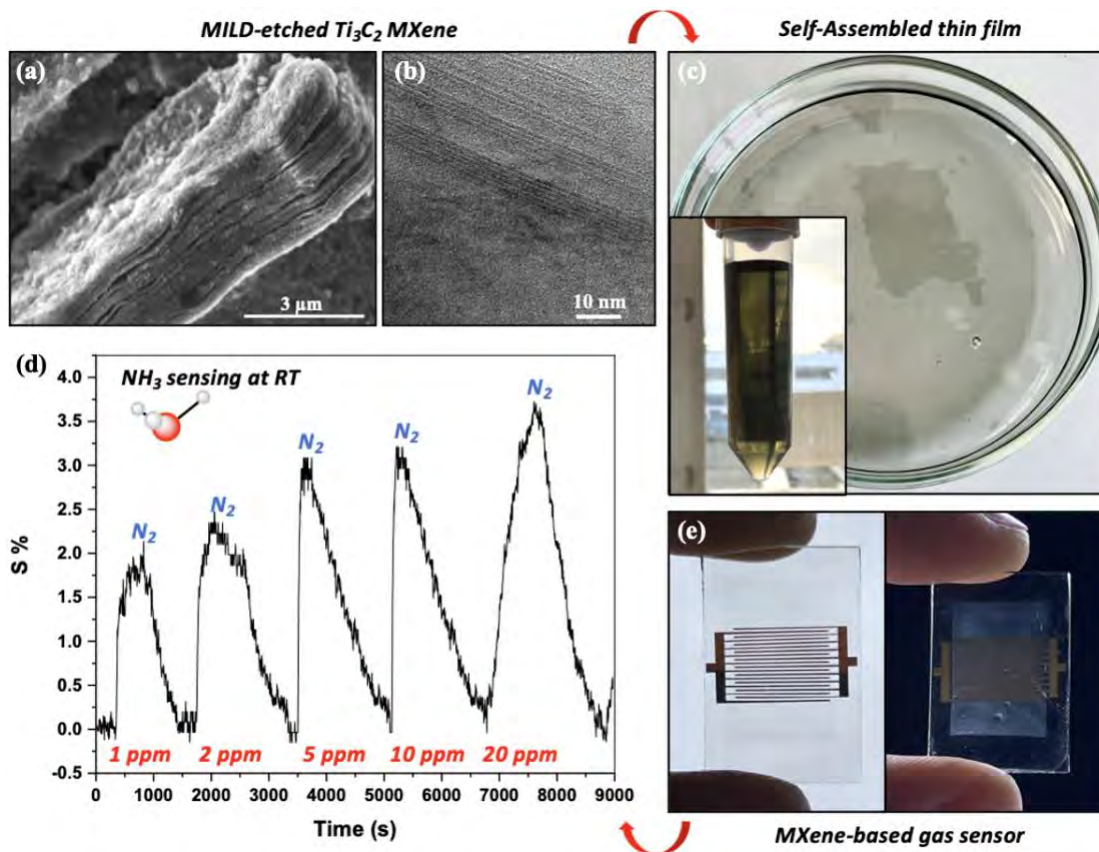 MILD-etched Ti₃C₂ MXene
Self-Assembled thin film
(a)
3 µm
(b)
10 nm
(c)
(d)
NH₃ sensing at RT
N₂
N₂
N₂
N₂
N₂
4.0
3.5
3.0
2.5
2.0
1.5
1.0
0.5
0.0
-0.5
S %
1 ppm
2 ppm
5 ppm
10 ppm
20 ppm
0
1000
2000
3000
4000
5000
6000
7000
8000
9000
Time (s)
(e)
MXene-based gas sensor